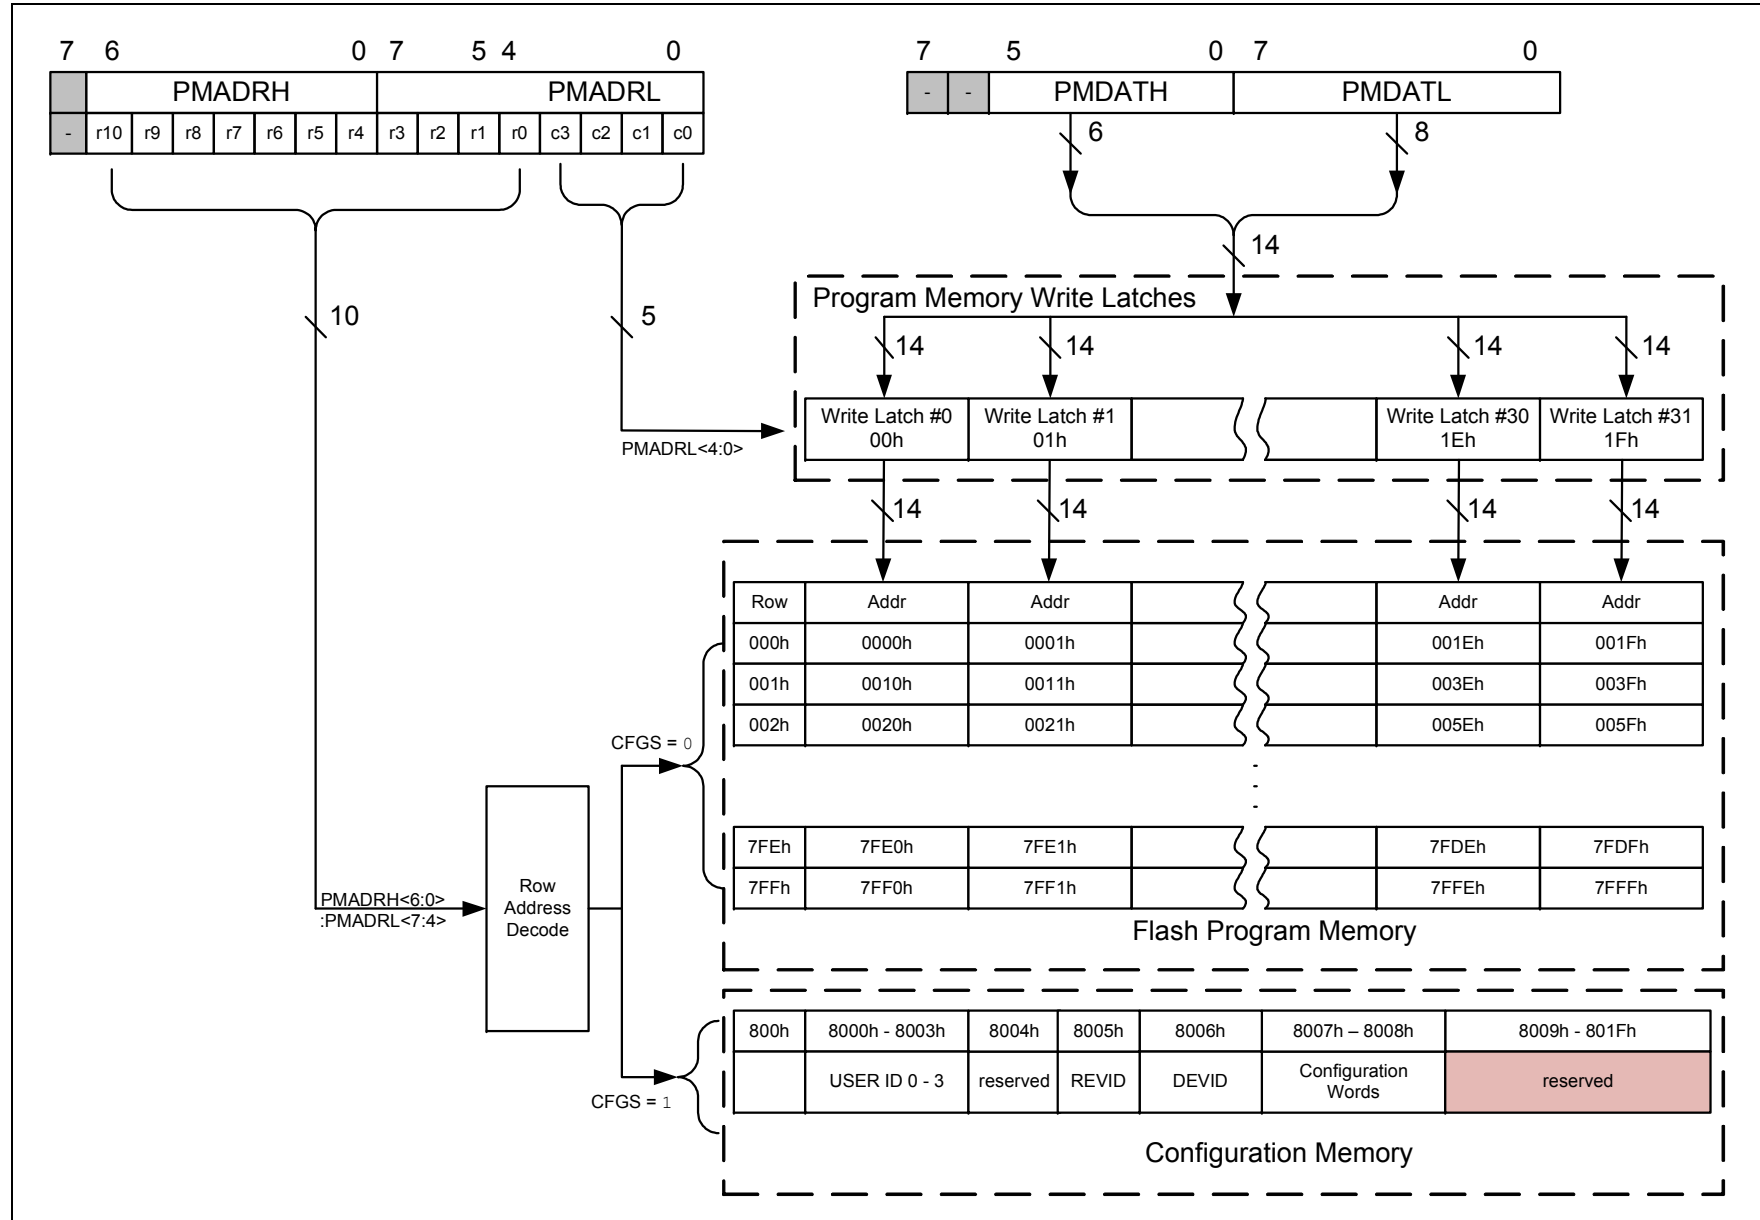 7 6 0 7 5 4 0
PMADRH PMADRL
- r10 r9 r8 r7 r6 r5 r4 r3 r2 r1 r0 c3 c2 c1 c0
7 5 0 7 0
- - PMDATH PMDATL
6 8
14
10
5
PMADRL<4:0>
Program Memory Write Latches
14 14 14 14
Write Latch #0 Write Latch #1 Write Latch #30 Write Latch #31
00h 01h 1Eh 1Fh
14 14 14 14
Row Addr Addr Addr Addr
000h 0000h 0001h 001Eh 001Fh
001h 0010h 0011h 003Eh 003Fh
002h 0020h 0021h 005Eh 005Fh
CFGS = 0
7FEh 7FE0h 7FE1h 7FDEh 7FDFh
7FFh 7FF0h 7FF1h 7FFEh 7FFFh
Flash Program Memory
PMADRH<6:0>
:PMADRL<7:4>
Row
Address
Decode
CFGS = 1
800h 8000h - 8003h 8004h 8005h 8006h 8007h – 8008h 8009h - 801Fh
USER ID 0 - 3 reserved REVID DEVID Configuration Words reserved
Configuration Memory